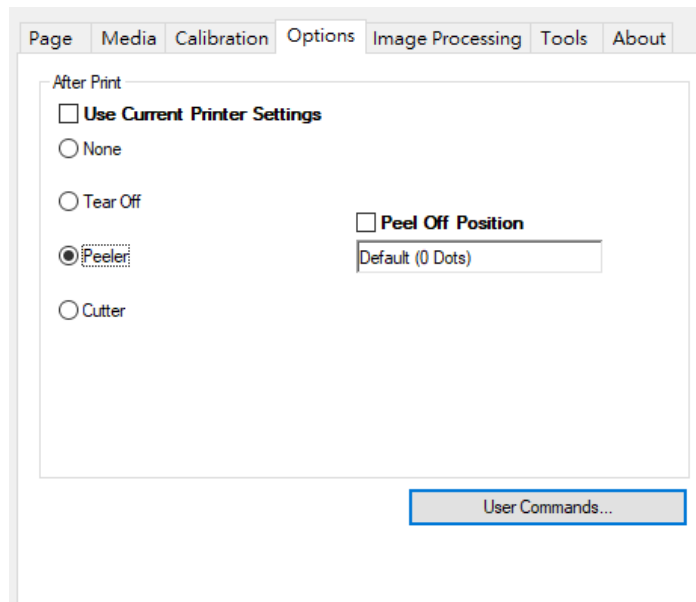 Page Media Calibration Options Image Processing Tools About
After Print
Use Current Printer Settings
None
Tear Off
Peel Off Position
Peeler
Default (0 Dots)
Cutter
User Commands...